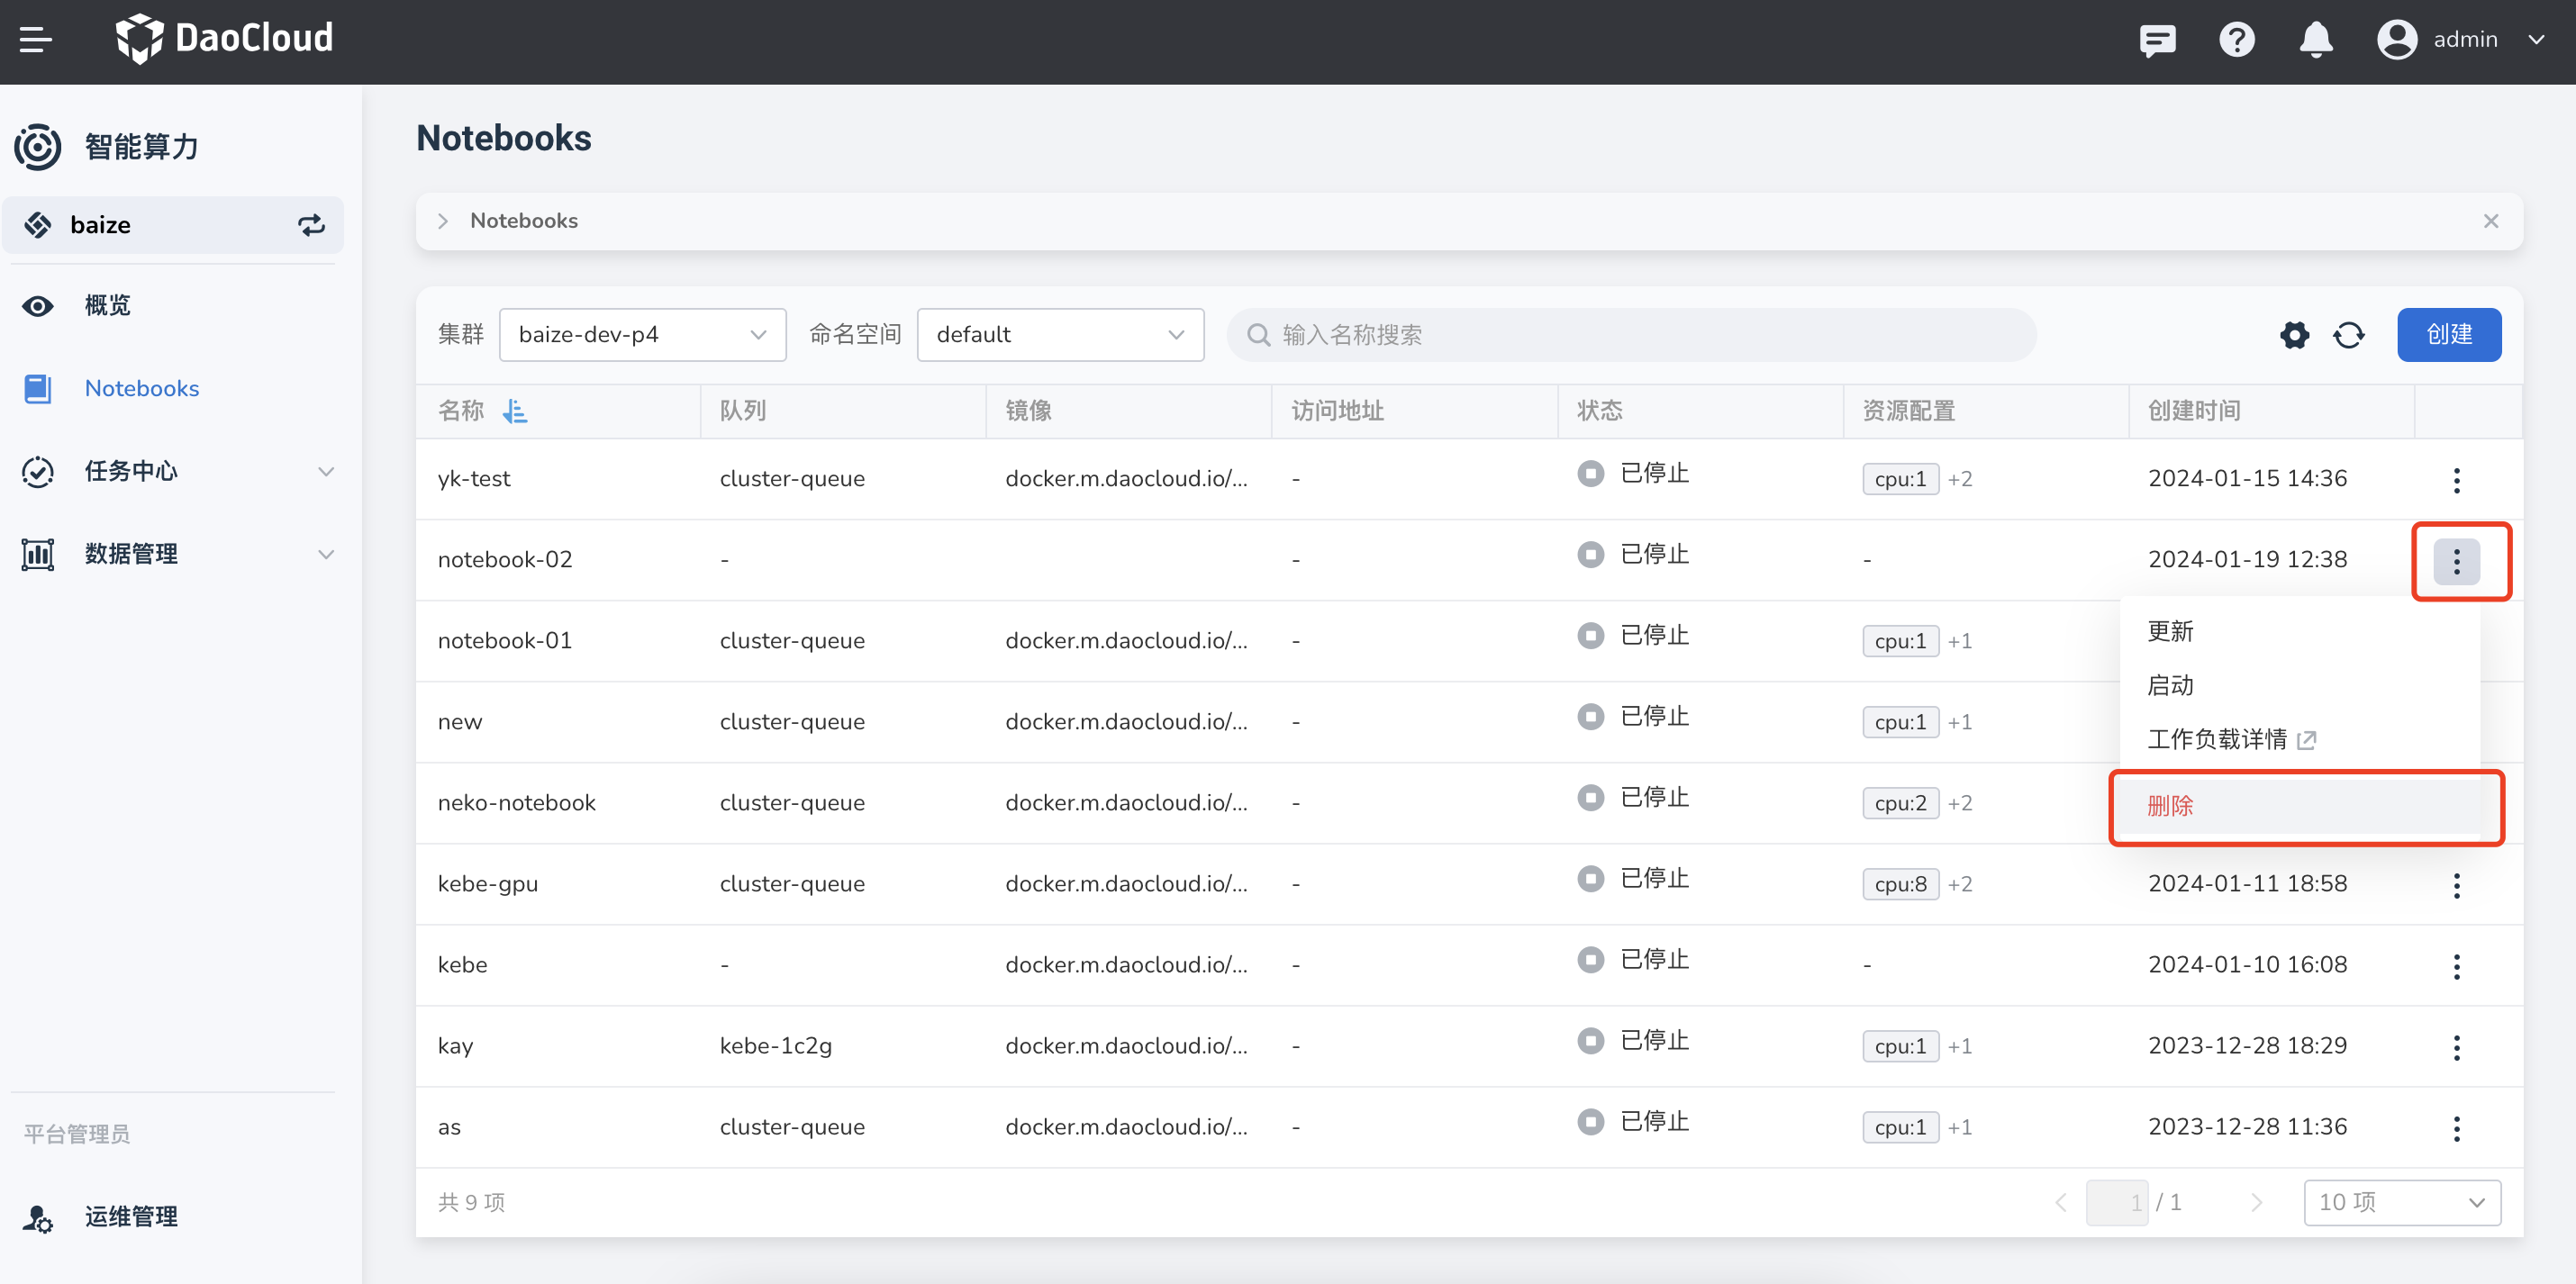 DaoCloud
admin
智能算力
baize
概览
Notebooks
任务中心
数据管理
平台管理员
运维管理
Notebooks
Notebooks
集群 baize-dev-p4 命名空间 default 输入名称搜索 创建
名称 队列 镜像 访问地址 状态 资源配置 创建时间
yk-test cluster-queue docker.m.daocloud.io/... - 已停止 cpu:1 +2 2024-01-15 14:36
notebook-02 - - 已停止 - 2024-01-19 12:38
notebook-01 cluster-queue docker.m.daocloud.io/... - 已停止 cpu:1 +1
new cluster-queue docker.m.daocloud.io/... - 已停止 cpu:1 +1
neko-notebook cluster-queue docker.m.daocloud.io/... - 已停止 cpu:2 +2
更新
启动
工作负载详情
删除
kebe-gpu cluster-queue docker.m.daocloud.io/... - 已停止 cpu:8 +2 2024-01-11 18:58
kebe - docker.m.daocloud.io/... - 已停止 - 2024-01-10 16:08
kay kebe-1c2g docker.m.daocloud.io/... - 已停止 cpu:1 +1 2023-12-28 18:29
as cluster-queue docker.m.daocloud.io/... - 已停止 cpu:1 +1 2023-12-28 11:36
共 9 项 1 / 1 10 项